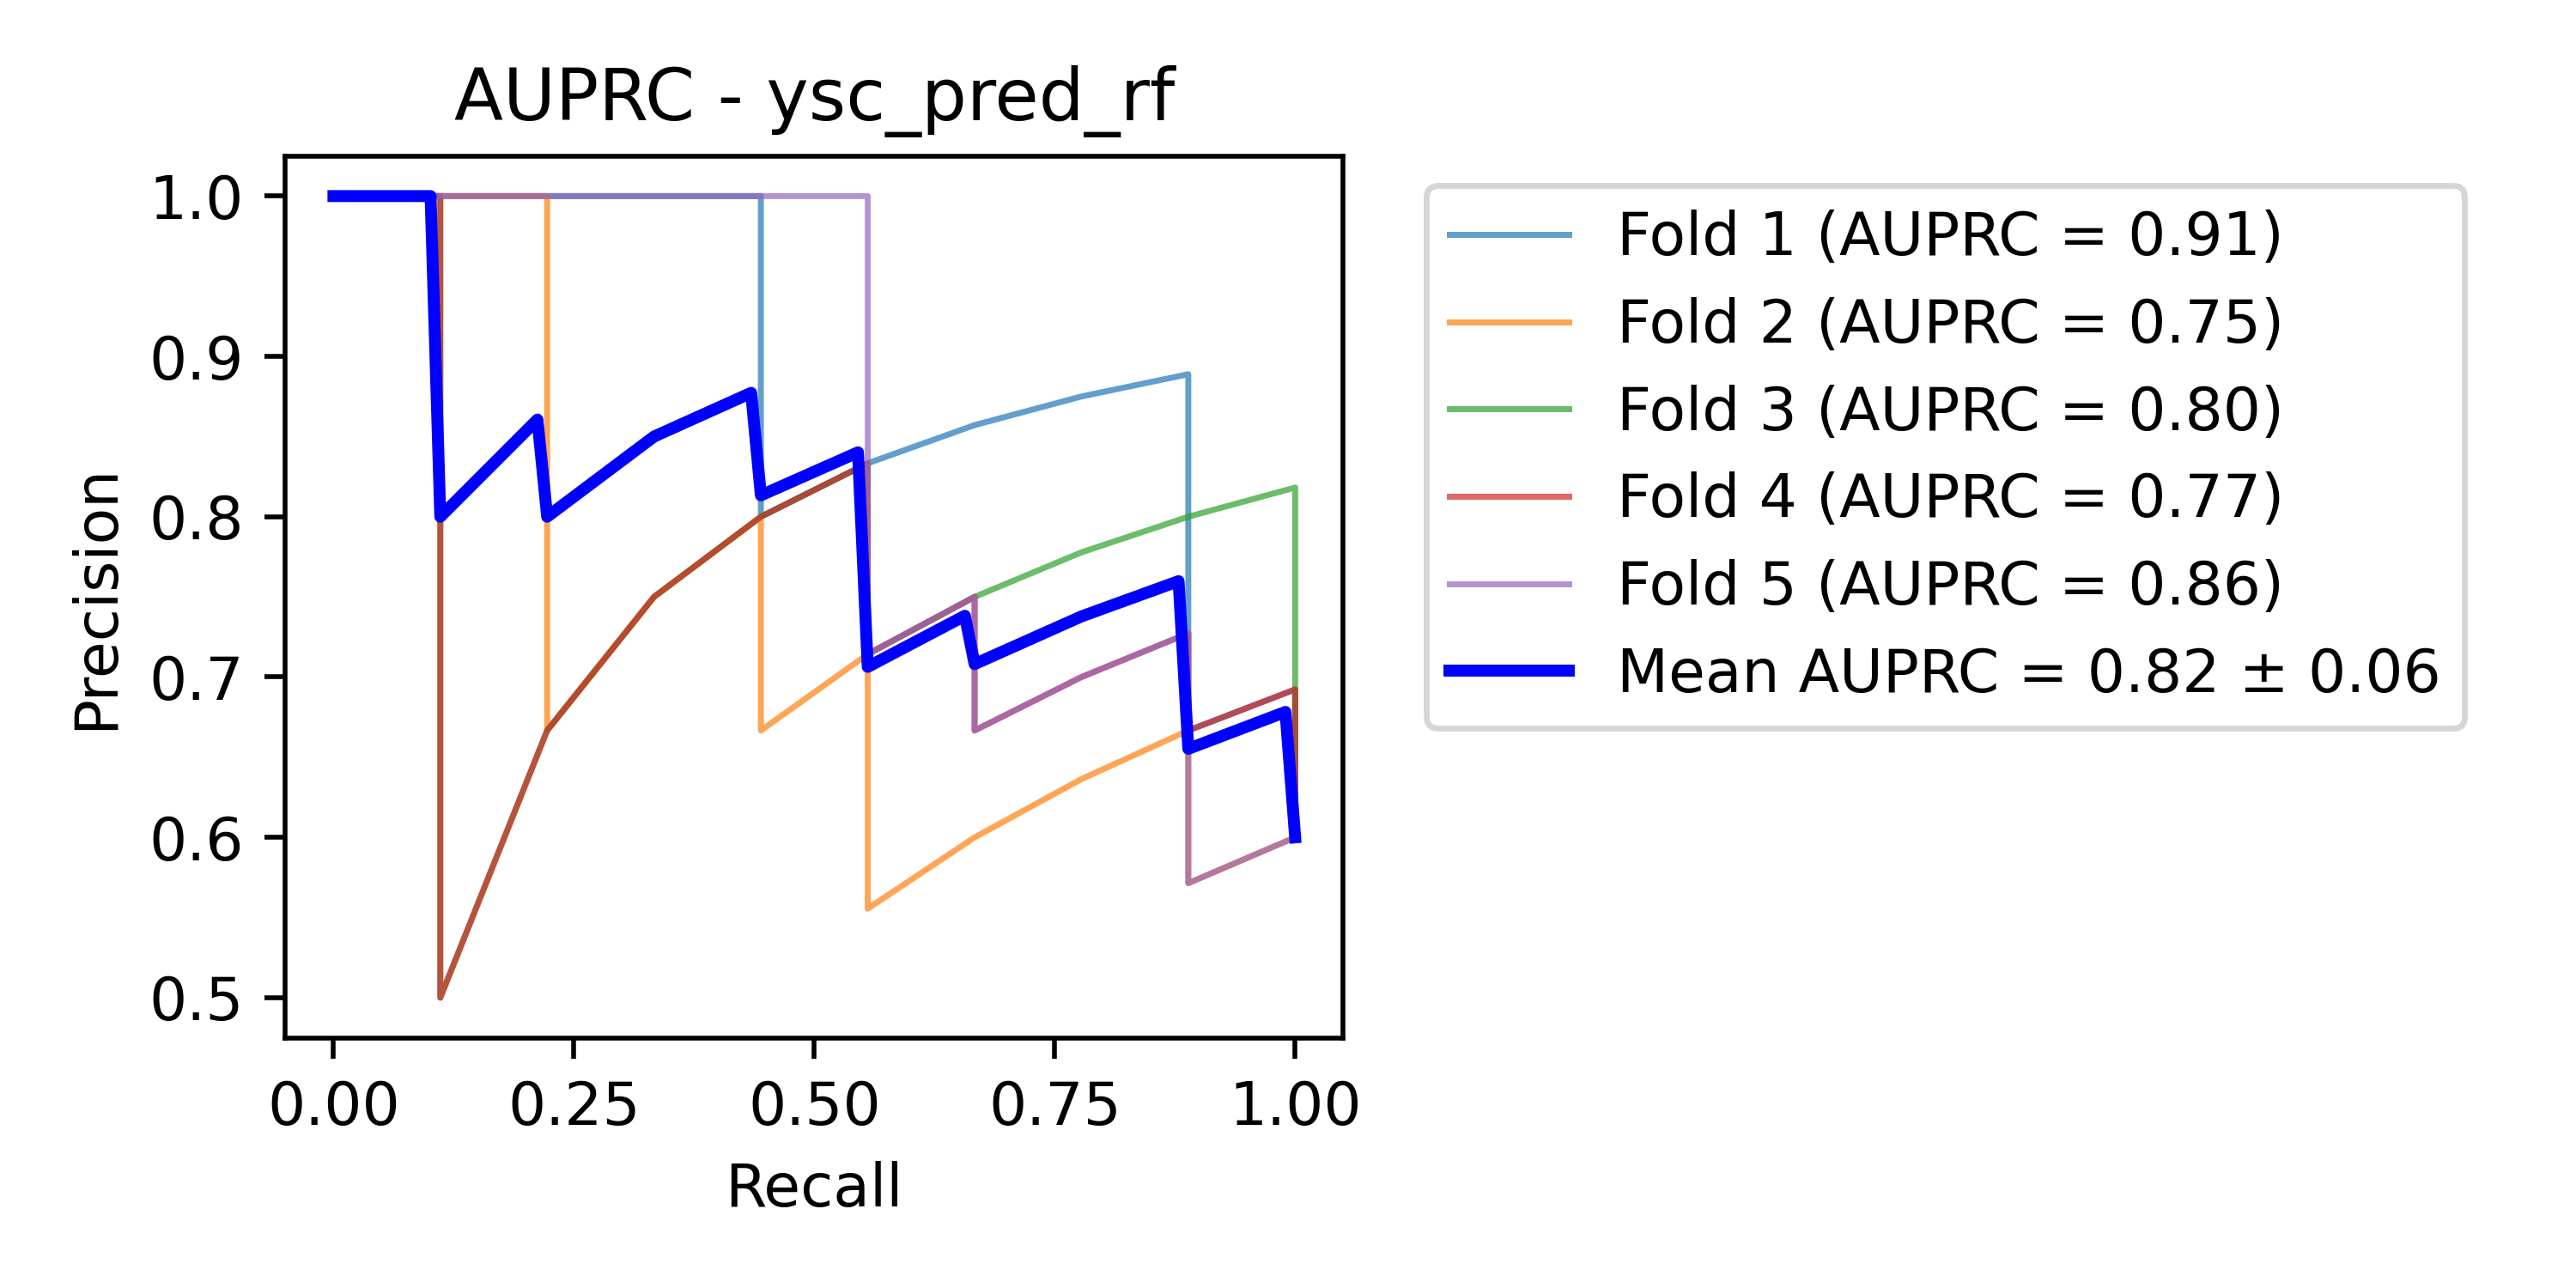 AUPRC - ysc_pred_rf
1.0
0.9
0.8
0.7
0.6
0.5
Precision
0.00 0.25 0.50 0.75 1.00
Recall
Fold 1 (AUPRC = 0.91)
Fold 2 (AUPRC = 0.75)
Fold 3 (AUPRC = 0.80)
Fold 4 (AUPRC = 0.77)
Fold 5 (AUPRC = 0.86)
Mean AUPRC = 0.82 ± 0.06